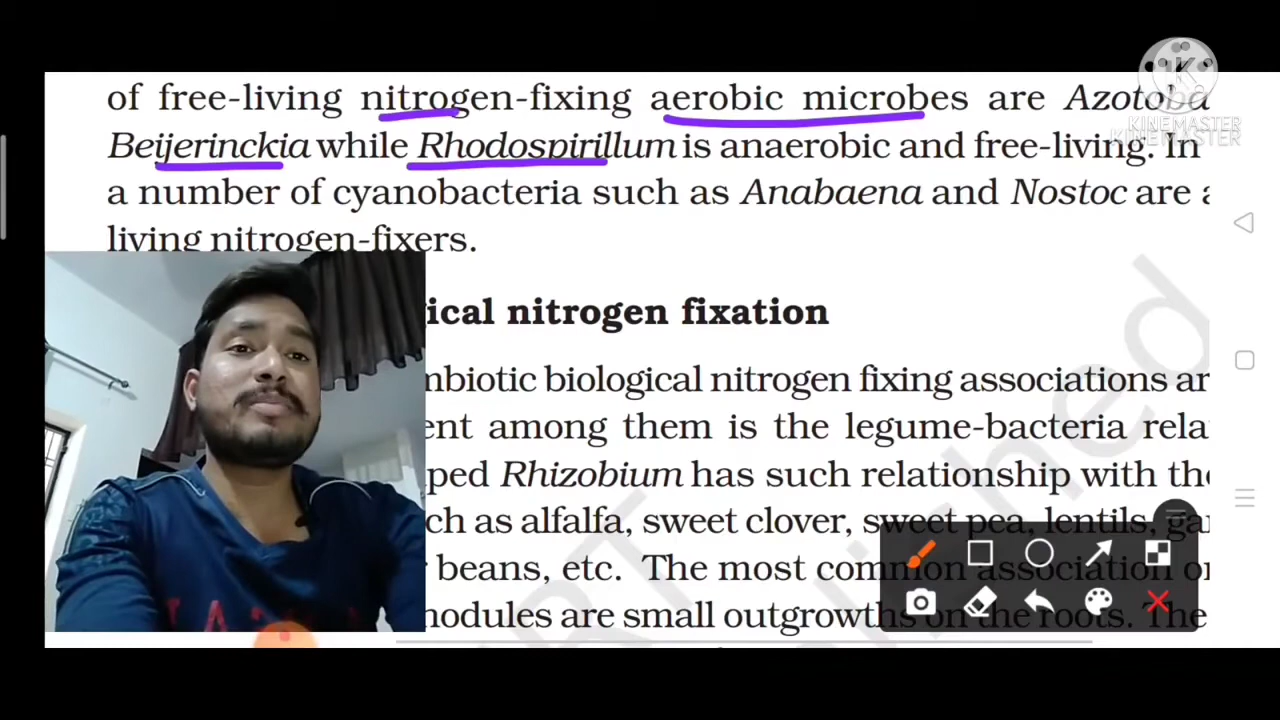 of free-living nitrogen-fixing aerobic microbes are Azotoba
Beijerinckia while Rhodospirillum is anaerobic and free-living. In
a number of cyanobacteria such as Anabaena and Nostoc are a
living nitrogen-fixers.
ical nitrogen fixation
mbiotic biological nitrogen fixing associations ar
ent among them is the legume-bacteria rela
ped Rhizobium has such relationship with the
ch as alfalfa, sweet clover, sweet pea, lentils, gar
beans, etc. The most common association on
nodules are small outgrowths on the roots. The
KINEMASTER
KINEMASTER